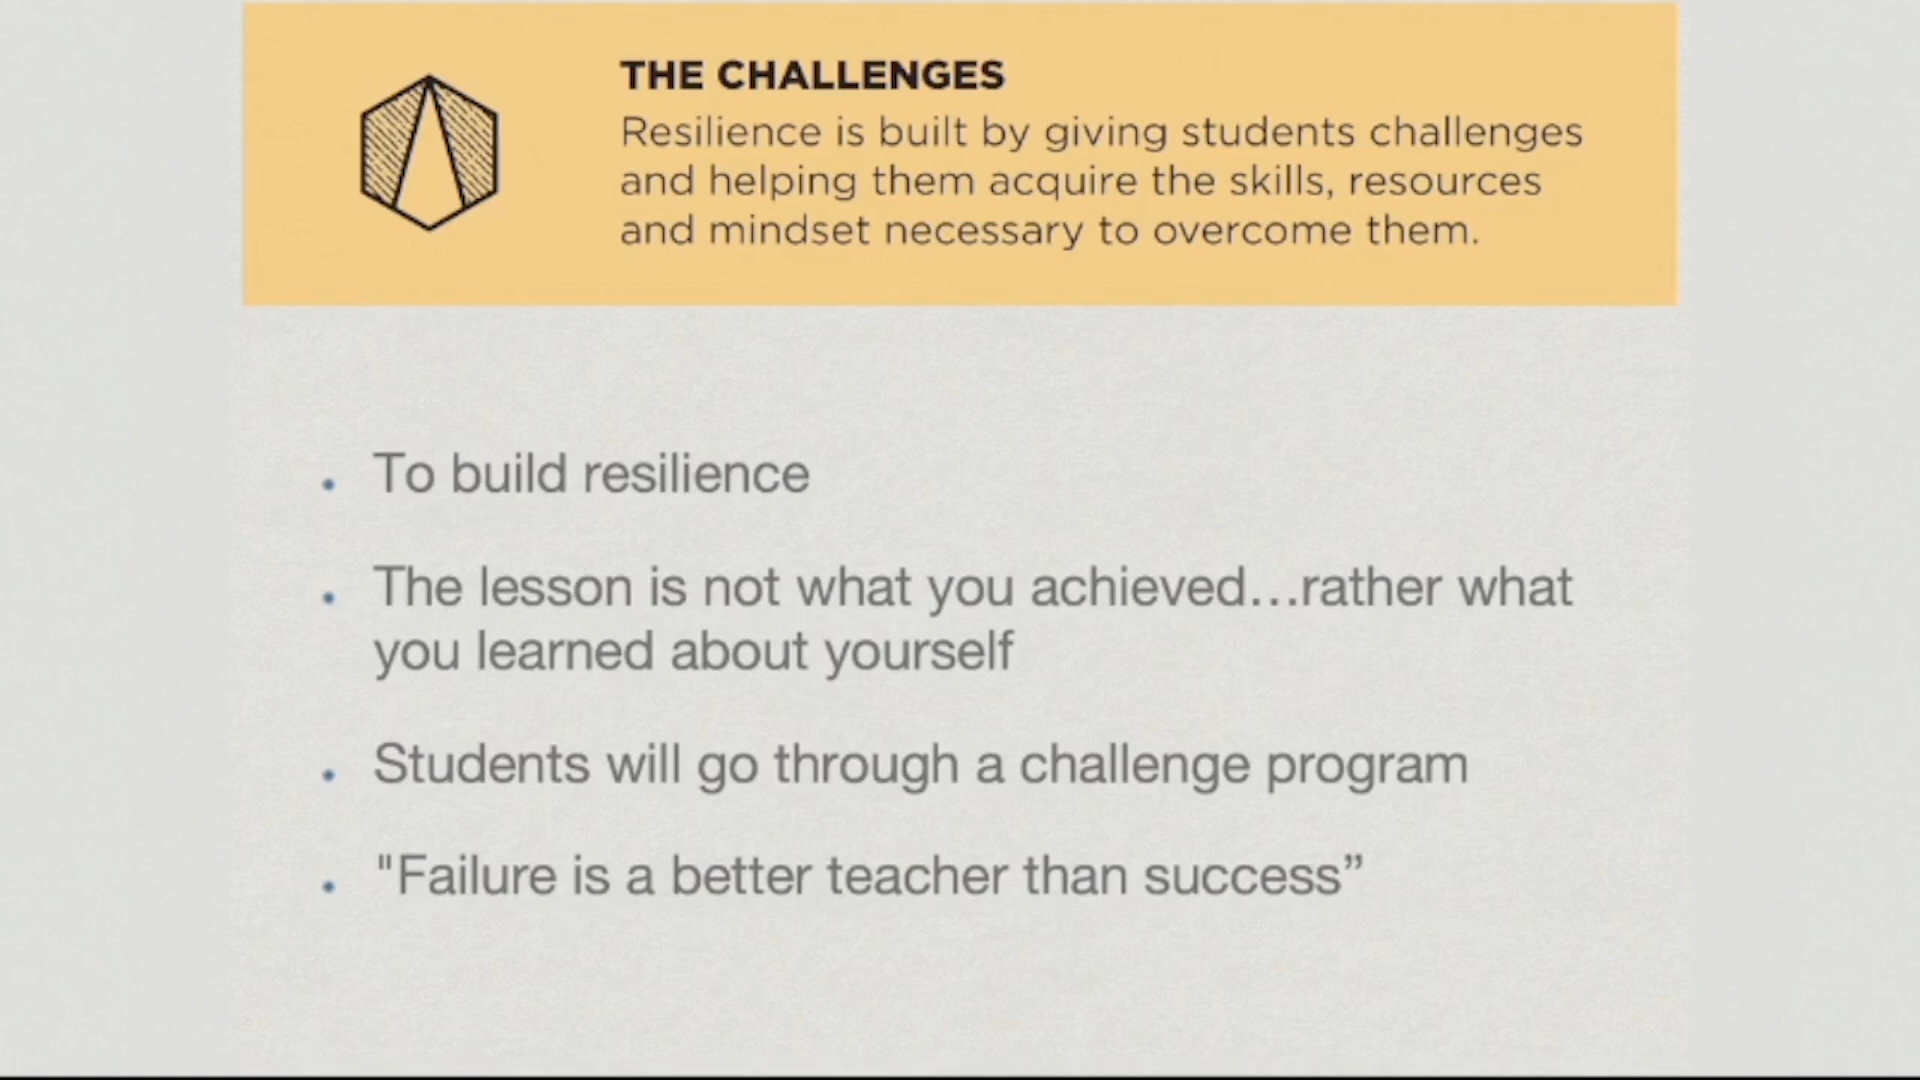 THE CHALLENGES
Resilience is built by giving students challenges
and helping them acquire the skills, resources
and mindset necessary to overcome them.
• To build resilience
• The lesson is not what you achieved…rather what
you learned about yourself
• Students will go through a challenge program
• "Failure is a better teacher than success”